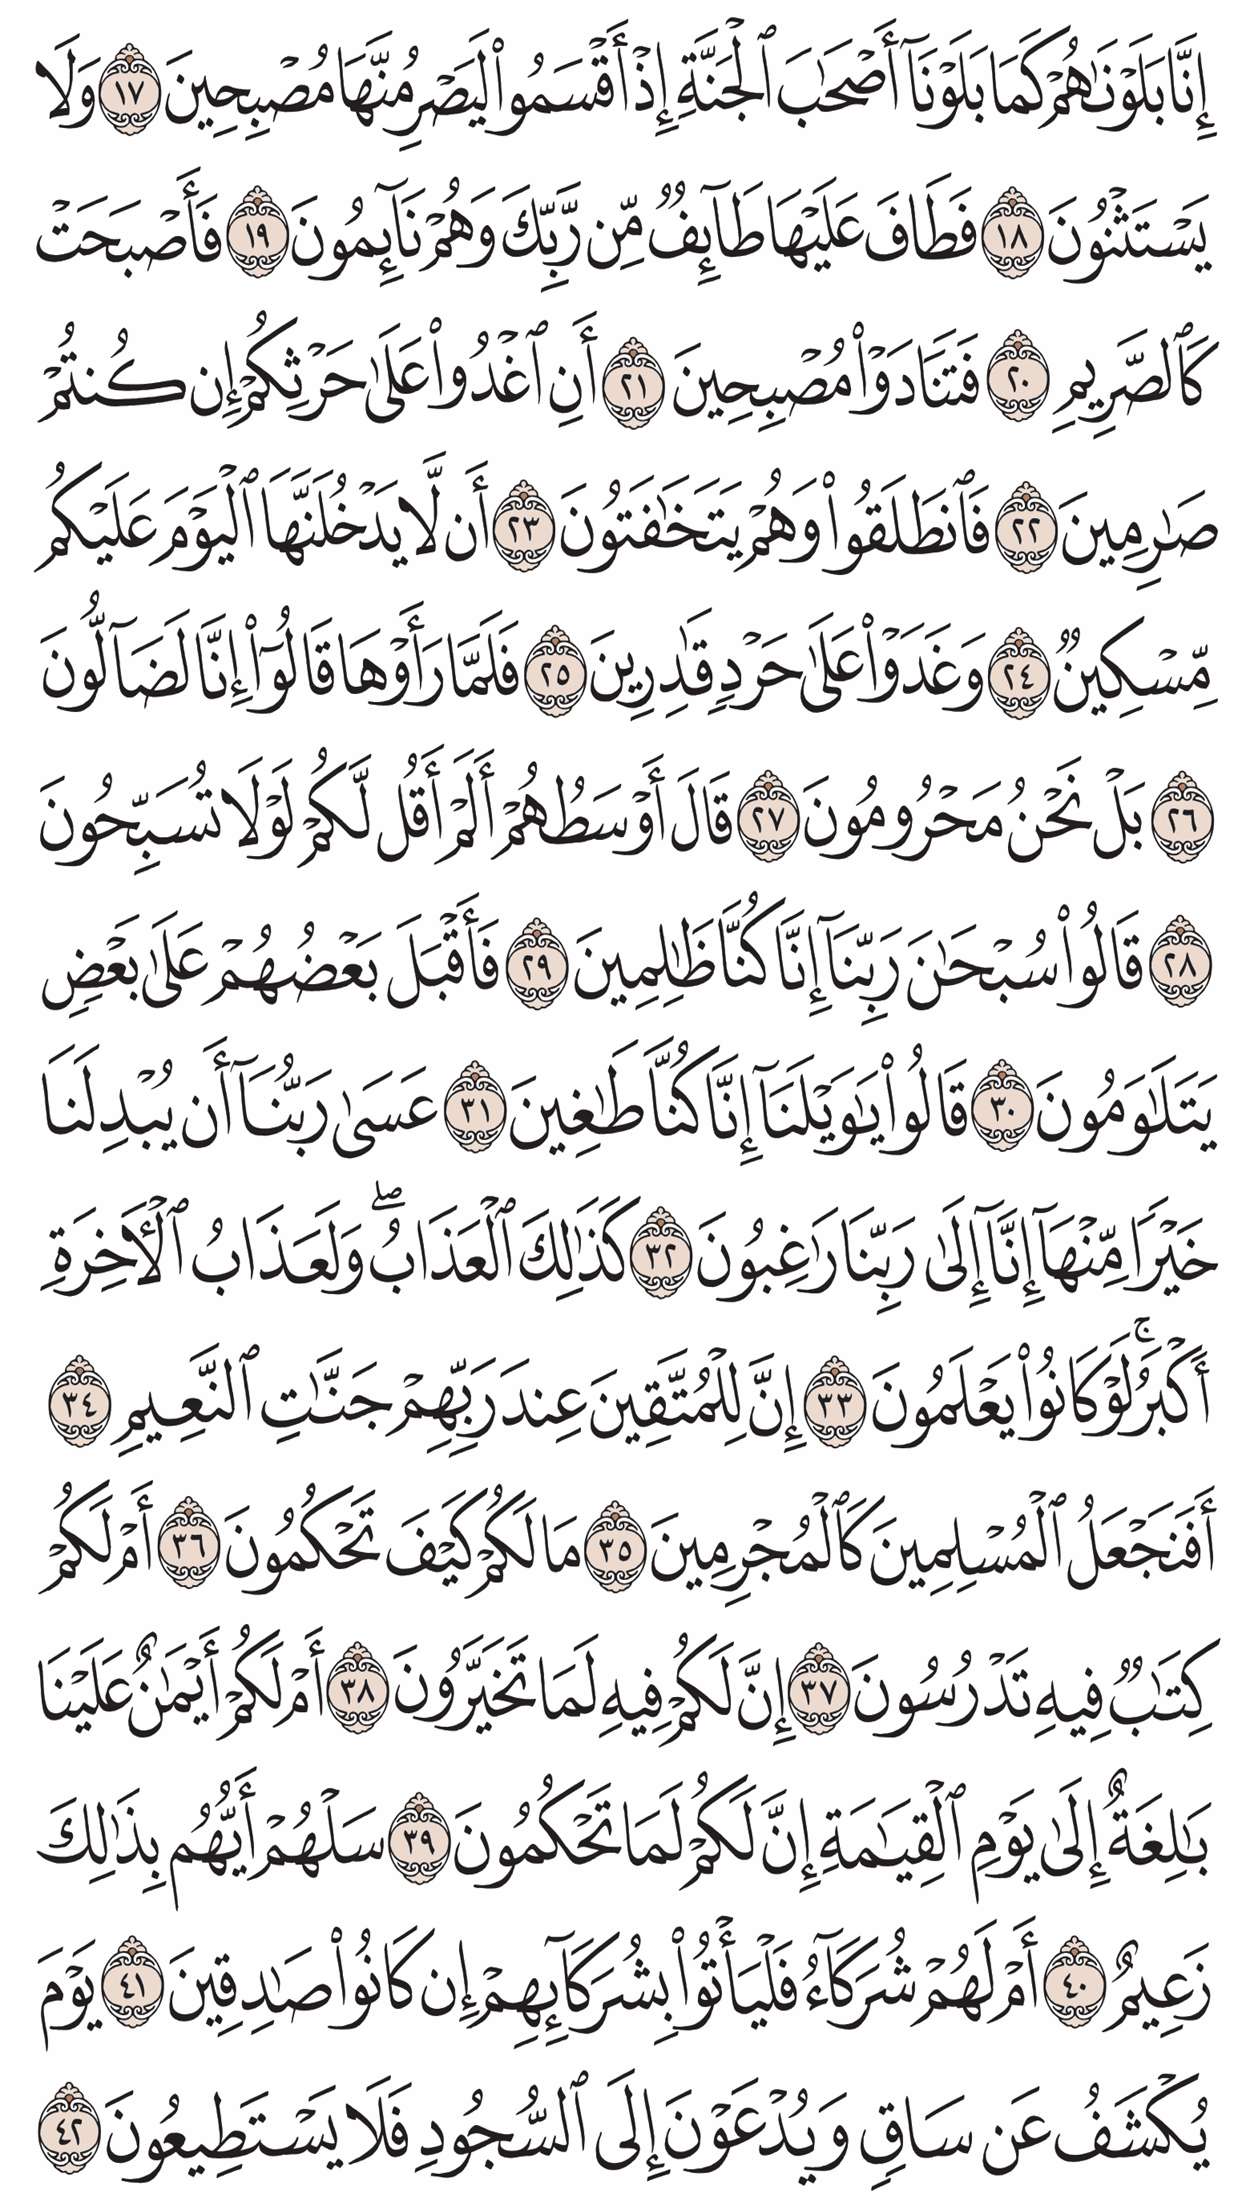 إِنَّا بَلَوْنَٰهُمْ كَمَا بَلَوْنَآ أَصْحَٰبَ ٱلْجَنَّةِ إِذْ أَقْسَمُوا۟ لَيَصْرِمُنَّهَا مُصْبِحِينَ ١٧ وَلَا
يَسْتَثْنُونَ ١٨ فَطَافَ عَلَيْهَا طَآئِفٌ مِّن رَّبِّكَ وَهُمْ نَآئِمُونَ ١٩ فَأَصْبَحَتْ
كَٱلصَّرِيمِ ٢٠ فَتَنَادَوْا۟ مُصْبِحِينَ ٢١ أَنِ ٱغْدُوا۟ عَلَىٰ حَرْثِكُمْ إِن كُنتُمْ
صَٰرِمِينَ ٢٢ فَٱنطَلَقُوا۟ وَهُمْ يَتَخَٰفَتُونَ ٢٣ أَن لَّا يَدْخُلَنَّهَا ٱلْيَوْمَ عَلَيْكُم
مِّسْكِينٌ ٢٤ وَغَدَوْا۟ عَلَىٰ حَرْدٍ قَٰدِرِينَ ٢٥ فَلَمَّا رَأَوْهَا قَالُوٓا۟ إِنَّا لَضَآلُّونَ
٢٦ بَلْ نَحْنُ مَحْرُومُونَ ٢٧ قَالَ أَوْسَطُهُمْ أَلَمْ أَقُل لَّكُمْ لَوْلَا تُسَبِّحُونَ
٢٨ قَالُوا۟ سُبْحَٰنَ رَبِّنَآ إِنَّا كُنَّا ظَٰلِمِينَ ٢٩ فَأَقْبَلَ بَعْضُهُمْ عَلَىٰ بَعْضٍ
يَتَلَٰوَمُونَ ٣٠ قَالُوا۟ يَٰوَيْلَنَآ إِنَّا كُنَّا طَٰغِينَ ٣١ عَسَىٰ رَبُّنَآ أَن يُبْدِلَنَا
خَيْرًا مِّنْهَآ إِنَّآ إِلَىٰ رَبِّنَا رَٰغِبُونَ ٣٢ كَذَٰلِكَ ٱلْعَذَابُ ۖ وَلَعَذَابُ ٱلْـَٔاخِرَةِ
أَكْبَرُ ۚ لَوْ كَانُوا۟ يَعْلَمُونَ ٣٣ إِنَّ لِلْمُتَّقِينَ عِندَ رَبِّهِمْ جَنَّٰتِ ٱلنَّعِيمِ ٣٤
أَفَنَجْعَلُ ٱلْمُسْلِمِينَ كَٱلْمُجْرِمِينَ ٣٥ مَا لَكُمْ كَيْفَ تَحْكُمُونَ ٣٦ أَمْ لَكُمْ
كِتَٰبٌ فِيهِ تَدْرُسُونَ ٣٧ إِنَّ لَكُمْ فِيهِ لَمَا تَخَيَّرُونَ ٣٨ أَمْ لَكُمْ أَيْمَٰنٌ عَلَيْنَا
بَٰلِغَةٌ إِلَىٰ يَوْمِ ٱلْقِيَٰمَةِ إِنَّ لَكُمْ لَمَا تَحْكُمُونَ ٣٩ سَلْهُمْ أَيُّهُم بِذَٰلِكَ
زَعِيمٌ ٤٠ أَمْ لَهُمْ شُرَكَآءُ فَلْيَأْتُوا۟ بِشُرَكَآئِهِمْ إِن كَانُوا۟ صَٰدِقِينَ ٤١ يَوْمَ
يُكْشَفُ عَن سَاقٍ وَيُدْعَوْنَ إِلَى ٱلسُّجُودِ فَلَا يَسْتَطِيعُونَ ٤٢